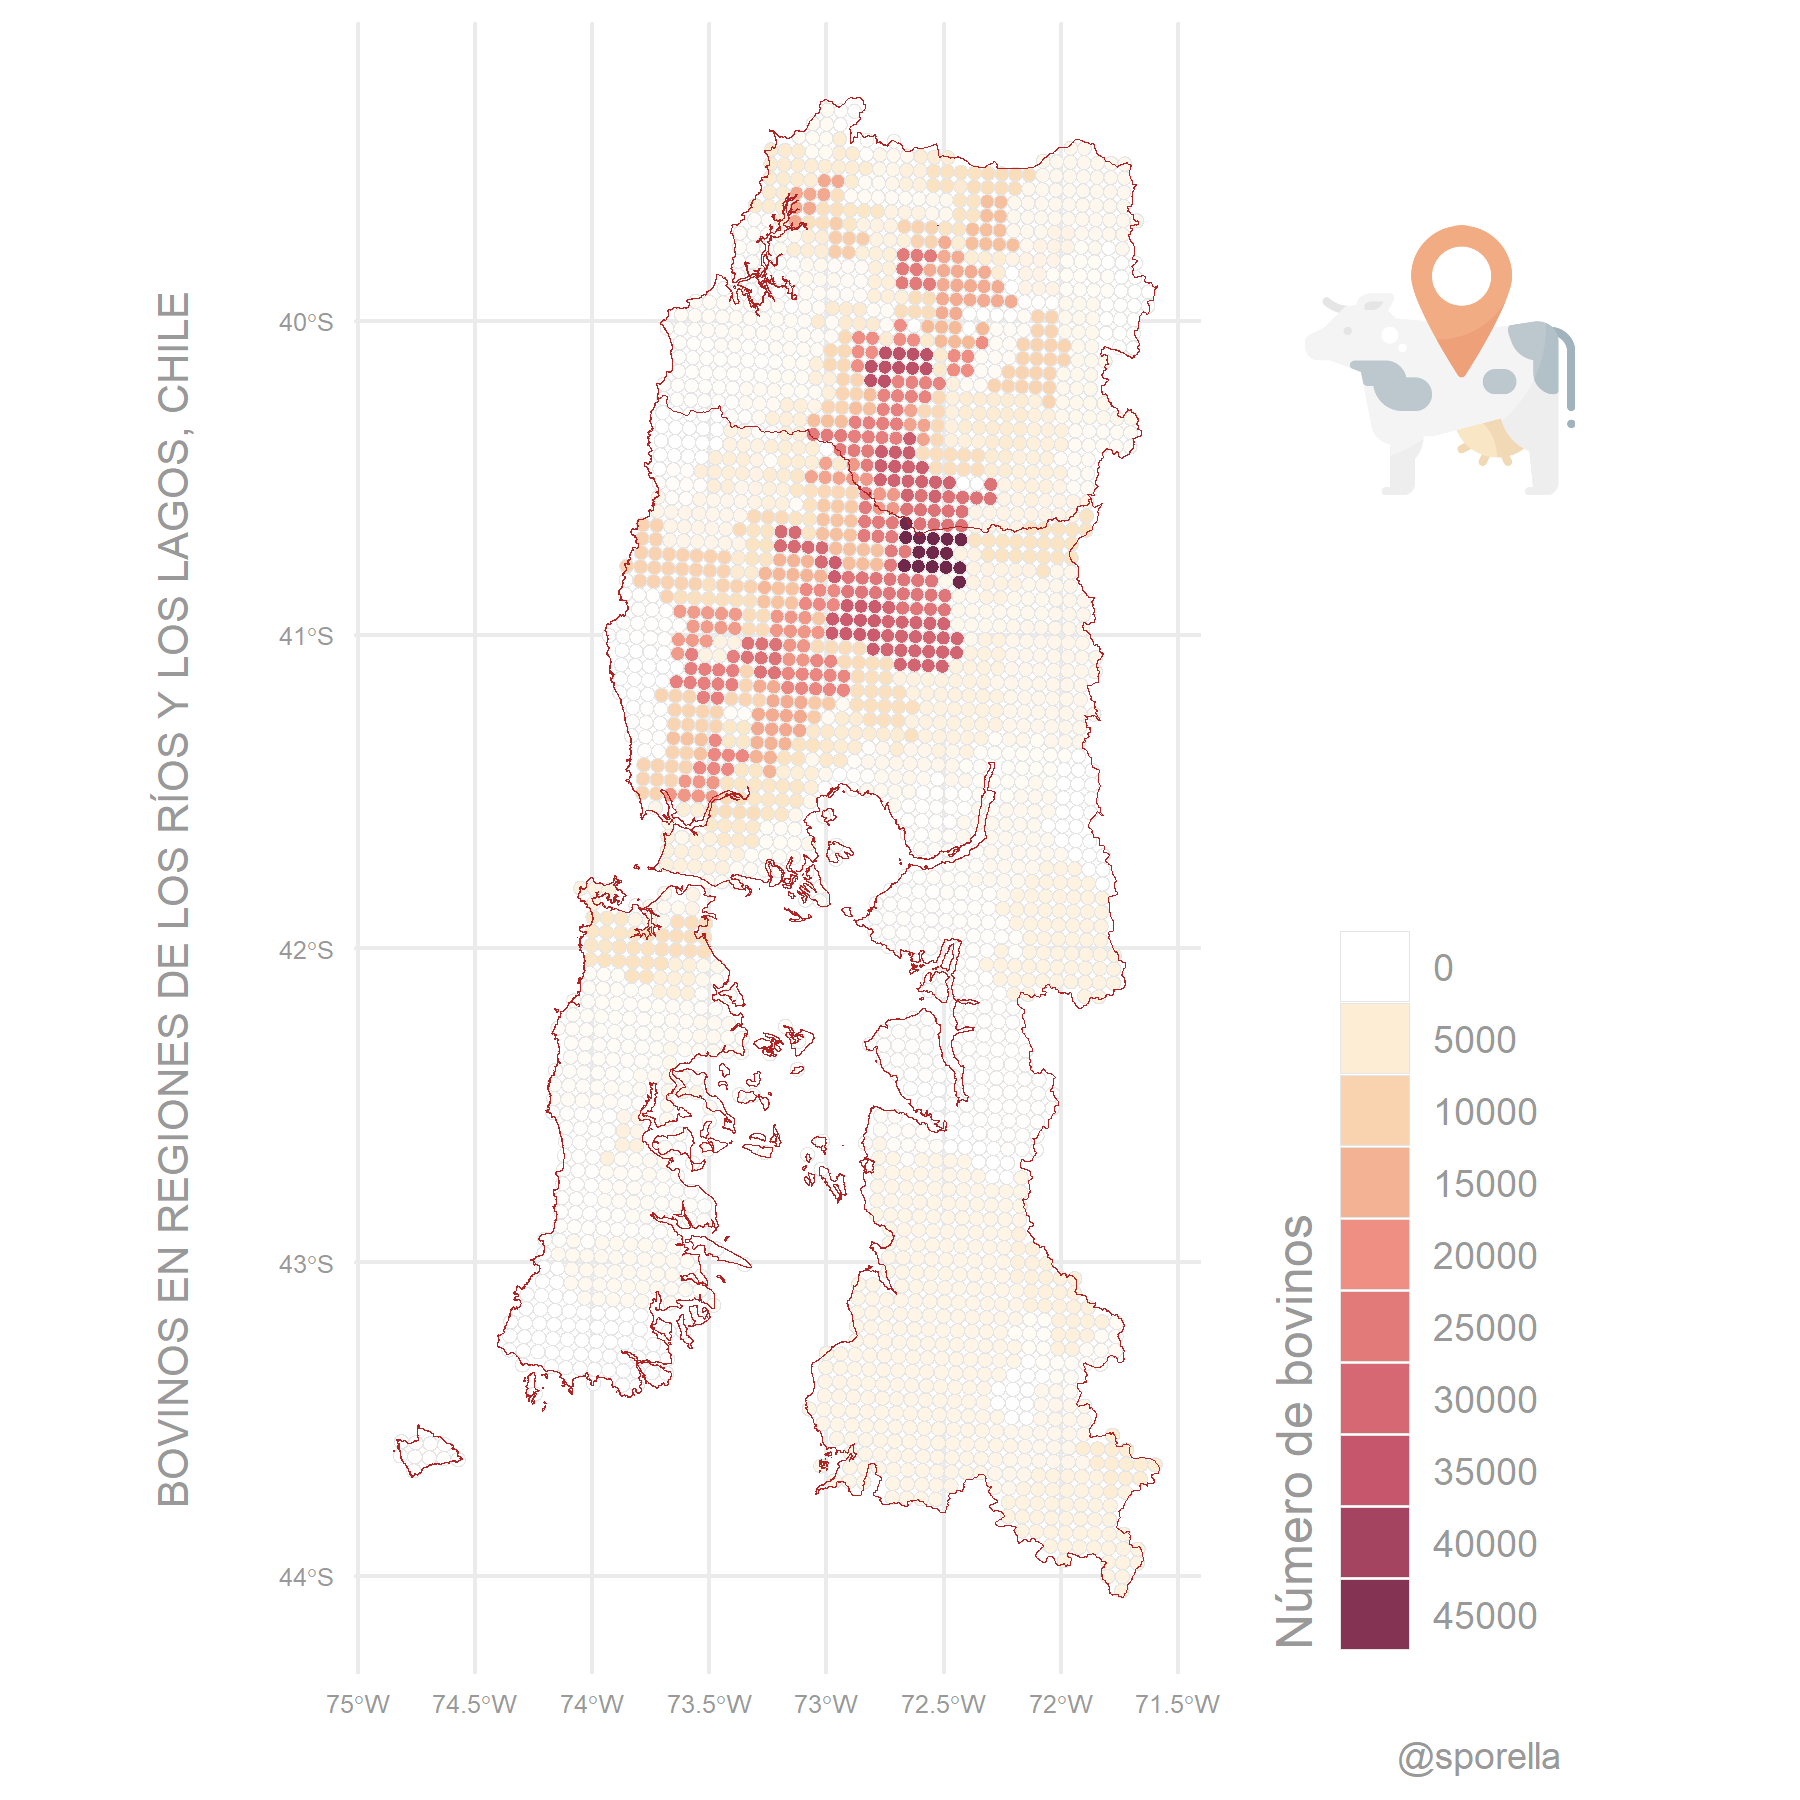 BOVINOS EN REGIONES DE LOS RÍOS Y LOS LAGOS, CHILE
40°S
41°S
42°S
43°S
44°S
75°W 74.5°W 74°W 73.5°W 73°W 72.5°W 72°W 71.5°W
Número de bovinos
0
5000
10000
15000
20000
25000
30000
35000
40000
45000
@sporella